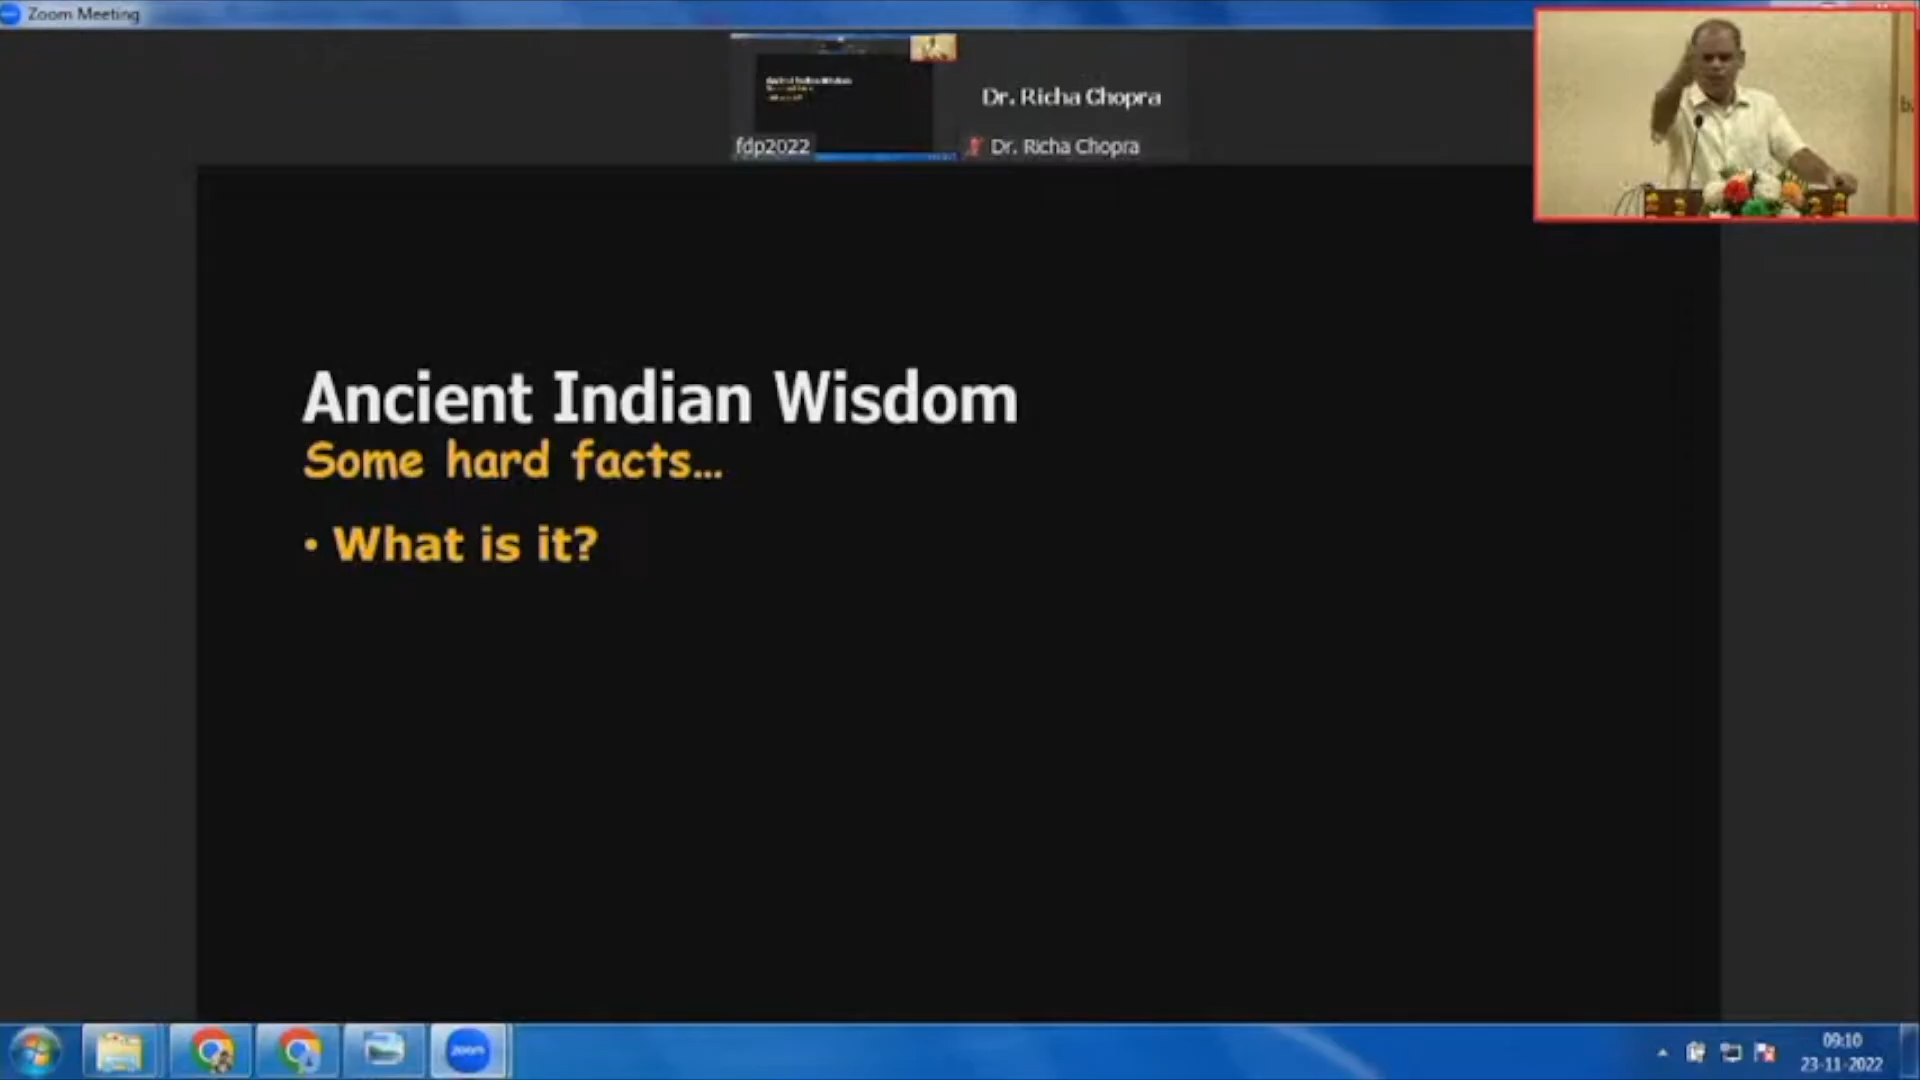 Zoom Meeting
fdp2022
Dr. Richa Chopra
Dr. Richa Chopra
Ancient Indian Wisdom
Some hard facts...
• What is it?
zoom
09:10
23-11-2022